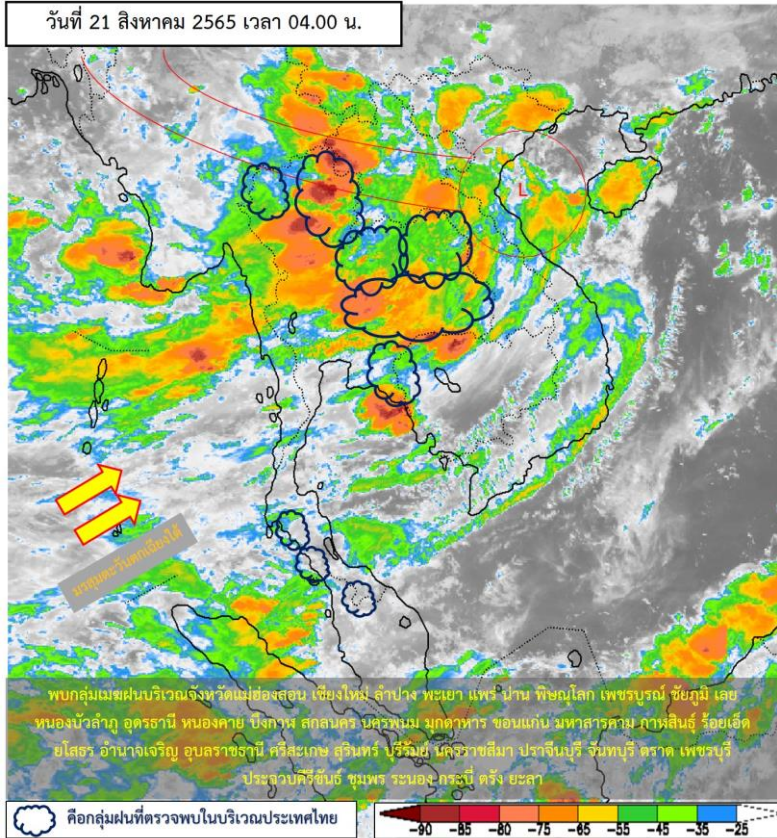 วันที่ 21 สิงหาคม 2565 เวลา 04.00 น.
L
มรสุมตะวันตกเฉียงใต้
พบกลุ่มเมฆฝนบริเวณจังหวัดแม่ฮ่องสอน เชียงใหม่ ลำปาง พะเยา แพร่ น่าน พิษณุโลก เพชรบูรณ์ ชัยภูมิ เลย
หนองบัวลำภู อุดรธานี หนองคาย บึงกาฬ สกลนคร นครพนม มุกดาหาร ขอนแก่น มหาสารคาม กาฬสินธุ์ ร้อยเอ็ด
ยโสธร อำนาจเจริญ อุบลราชธานี ศรีสะเกษ สุรินทร์ บุรีรัมย์ นครราชสีมา ปราจีนบุรี จันทบุรี ตราด เพชรบุรี
ประจวบคีรีขันธ์ ชุมพร ระนอง กระบี่ ตรัง ยะลา
คือกลุ่มฝนที่ตรวจพบในบริเวณประเทศไทย
-90 -85 -80 -75 -65 -55 -45 -35 -25